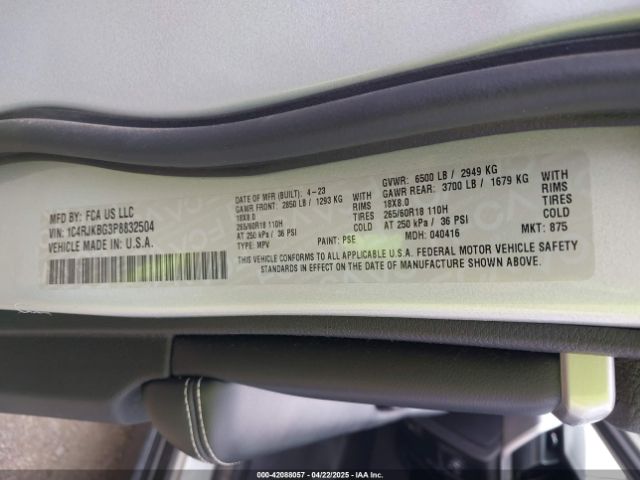 MFD BY: FCA US LLC
VIN: 1C4RJKBG3P8832504
VEHICLE MADE IN: U.S.A.
DATE OF MFR (BUILT): 4-23
GAWR FRONT: 2850 LB / 1293 KG
18X8.0 RIMS
265/60R18 110H TIRES
AT 250 kPa / 36 PSI WITH
TYPE: MPV PAINT: PSE
GVWR: 6500 LB / 2949 KG
GAWR REAR: 3700 LB / 1679 KG
18X8.0 RIMS
265/60R18 110H TIRES
AT 250 kPa / 36 PSI WITH
MDH: 040416 MKT: 875
THIS VEHICLE CONFORMS TO ALL APPLICABLE U.S.A. FEDERAL MOTOR VEHICLE SAFETY
STANDARDS IN EFFECT ON THE DATE OF MANUFACTURE SHOWN ABOVE.
000-42088057 - 04/22/2025 - IAA Inc.